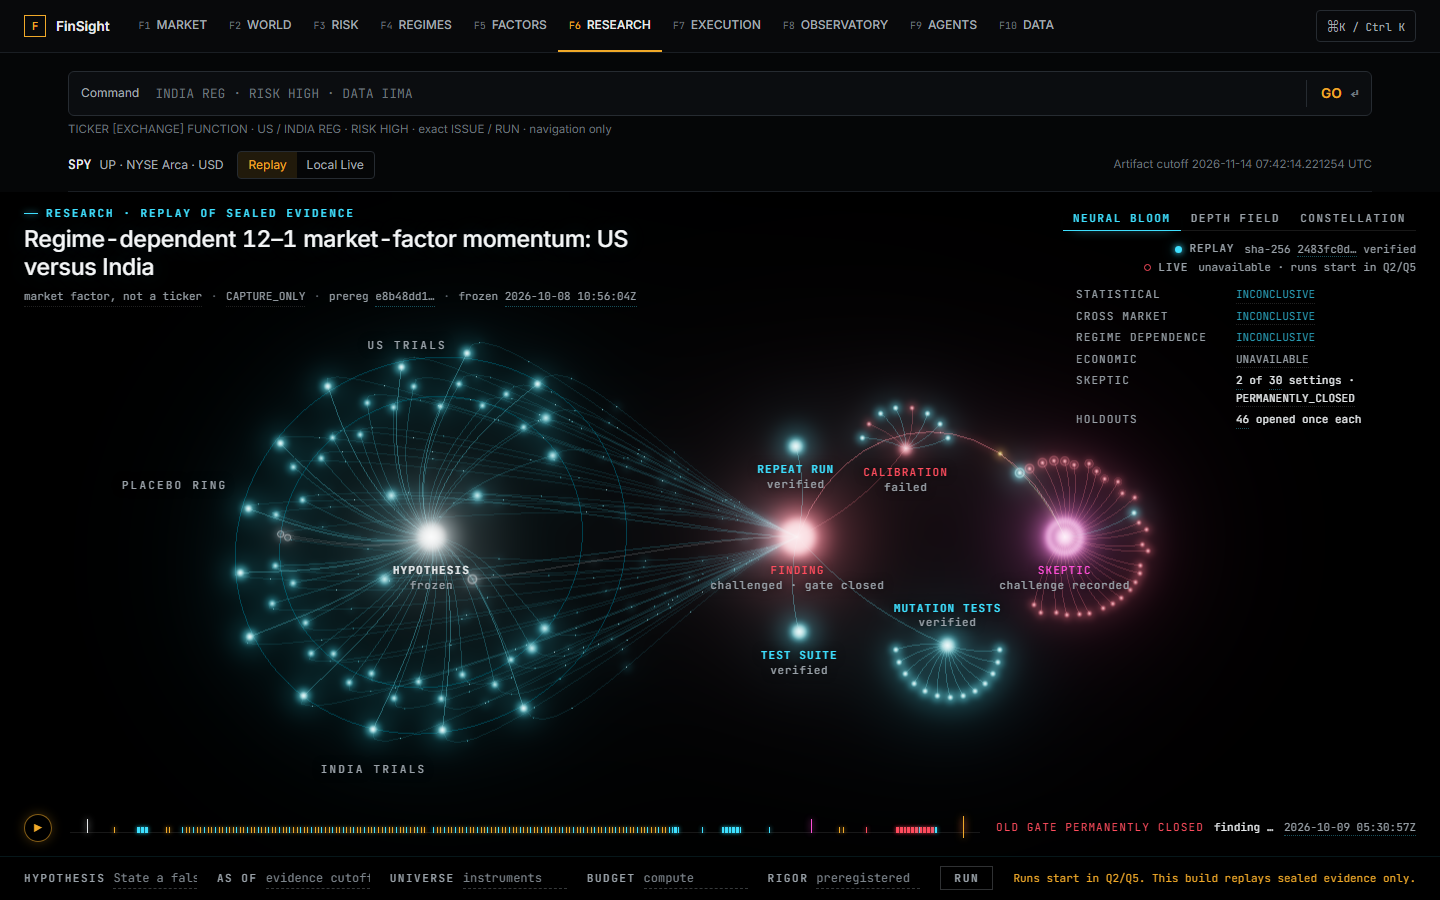 F FinSight F1 MARKET F2 WORLD F3 RISK F4 REGIMES F5 FACTORS F6 RESEARCH F7 EXECUTION F8 OBSERVATORY F9 AGENTS F10 DATA ⌘K / Ctrl K
Command INDIA REG · RISK HIGH · DATA IIMA GO ↵
TICKER [EXCHANGE] FUNCTION · US / INDIA REG · RISK HIGH · exact ISSUE / RUN · navigation only
SPY UP · NYSE Arca · USD Replay Local Live Artifact cutoff 2026-11-14 07:42:14.221254 UTC
RESEARCH · REPLAY OF SEALED EVIDENCE
Regime-dependent 12–1 market-factor momentum: US
versus India
market factor, not a ticker · CAPTURE_ONLY · prereg e8b48dd1… · frozen 2026-10-08 10:56:04Z
NEURAL BLOOM DEPTH FIELD CONSTELLATION
REPLAY sha-256 2483fc0d… verified
LIVE unavailable · runs start in Q2/Q5
STATISTICAL INCONCLUSIVE
CROSS MARKET INCONCLUSIVE
REGIME DEPENDENCE INCONCLUSIVE
ECONOMIC UNAVAILABLE
SKEPTIC 2 of 30 settings ·
PERMANENTLY_CLOSED
HOLDOUTS 46 opened once each
US TRIALS
PLACEBO RING
HYPOTHESIS
frozen
INDIA TRIALS
REPEAT RUN
verified
CALIBRATION
failed
FINDING
challenged · gate closed
SKEPTIC
challenge recorded
MUTATION TESTS
verified
TEST SUITE
verified
OLD GATE PERMANENTLY CLOSED finding … 2026-10-09 05:30:57Z
HYPOTHESIS State a fals AS OF evidence cutoff UNIVERSE instruments BUDGET compute RIGOR preregistered RUN Runs start in Q2/Q5. This build replays sealed evidence only.